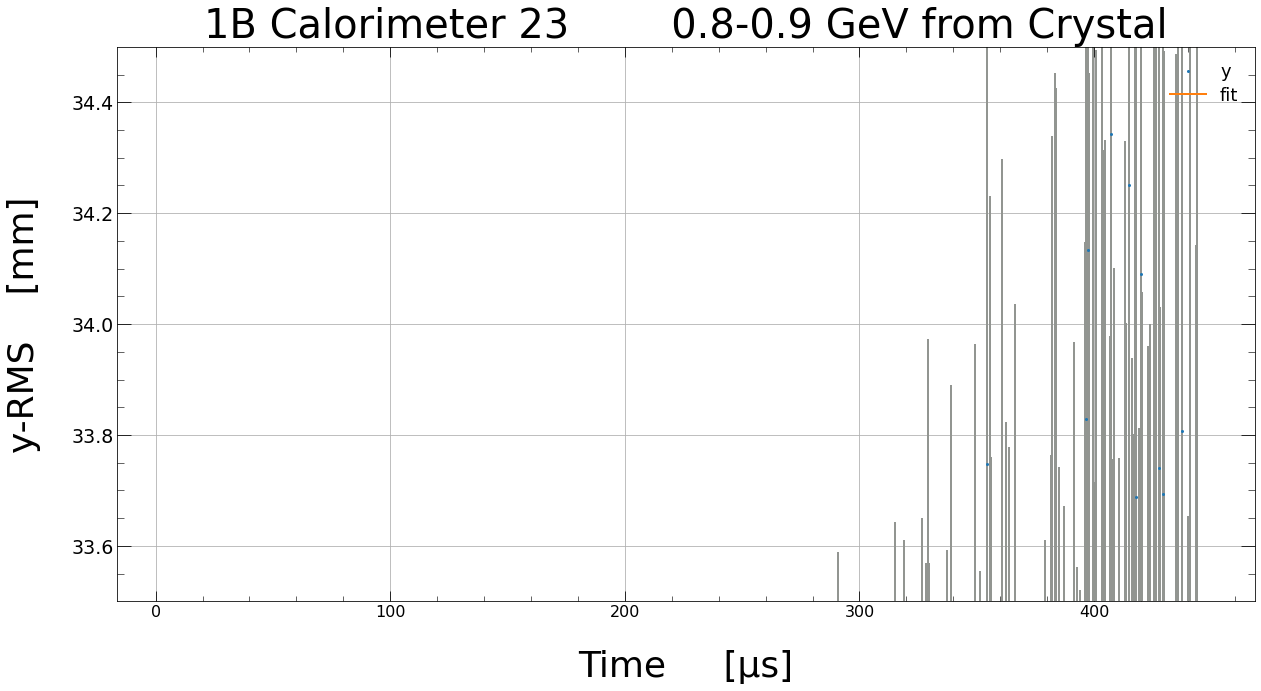 1B Calorimeter 23 0.8-0.9 GeV from Crystal
y
fit
34.4
34.2
34.0
33.8
33.6
y-RMS [mm]
0 100 200 300 400
Time [μs]